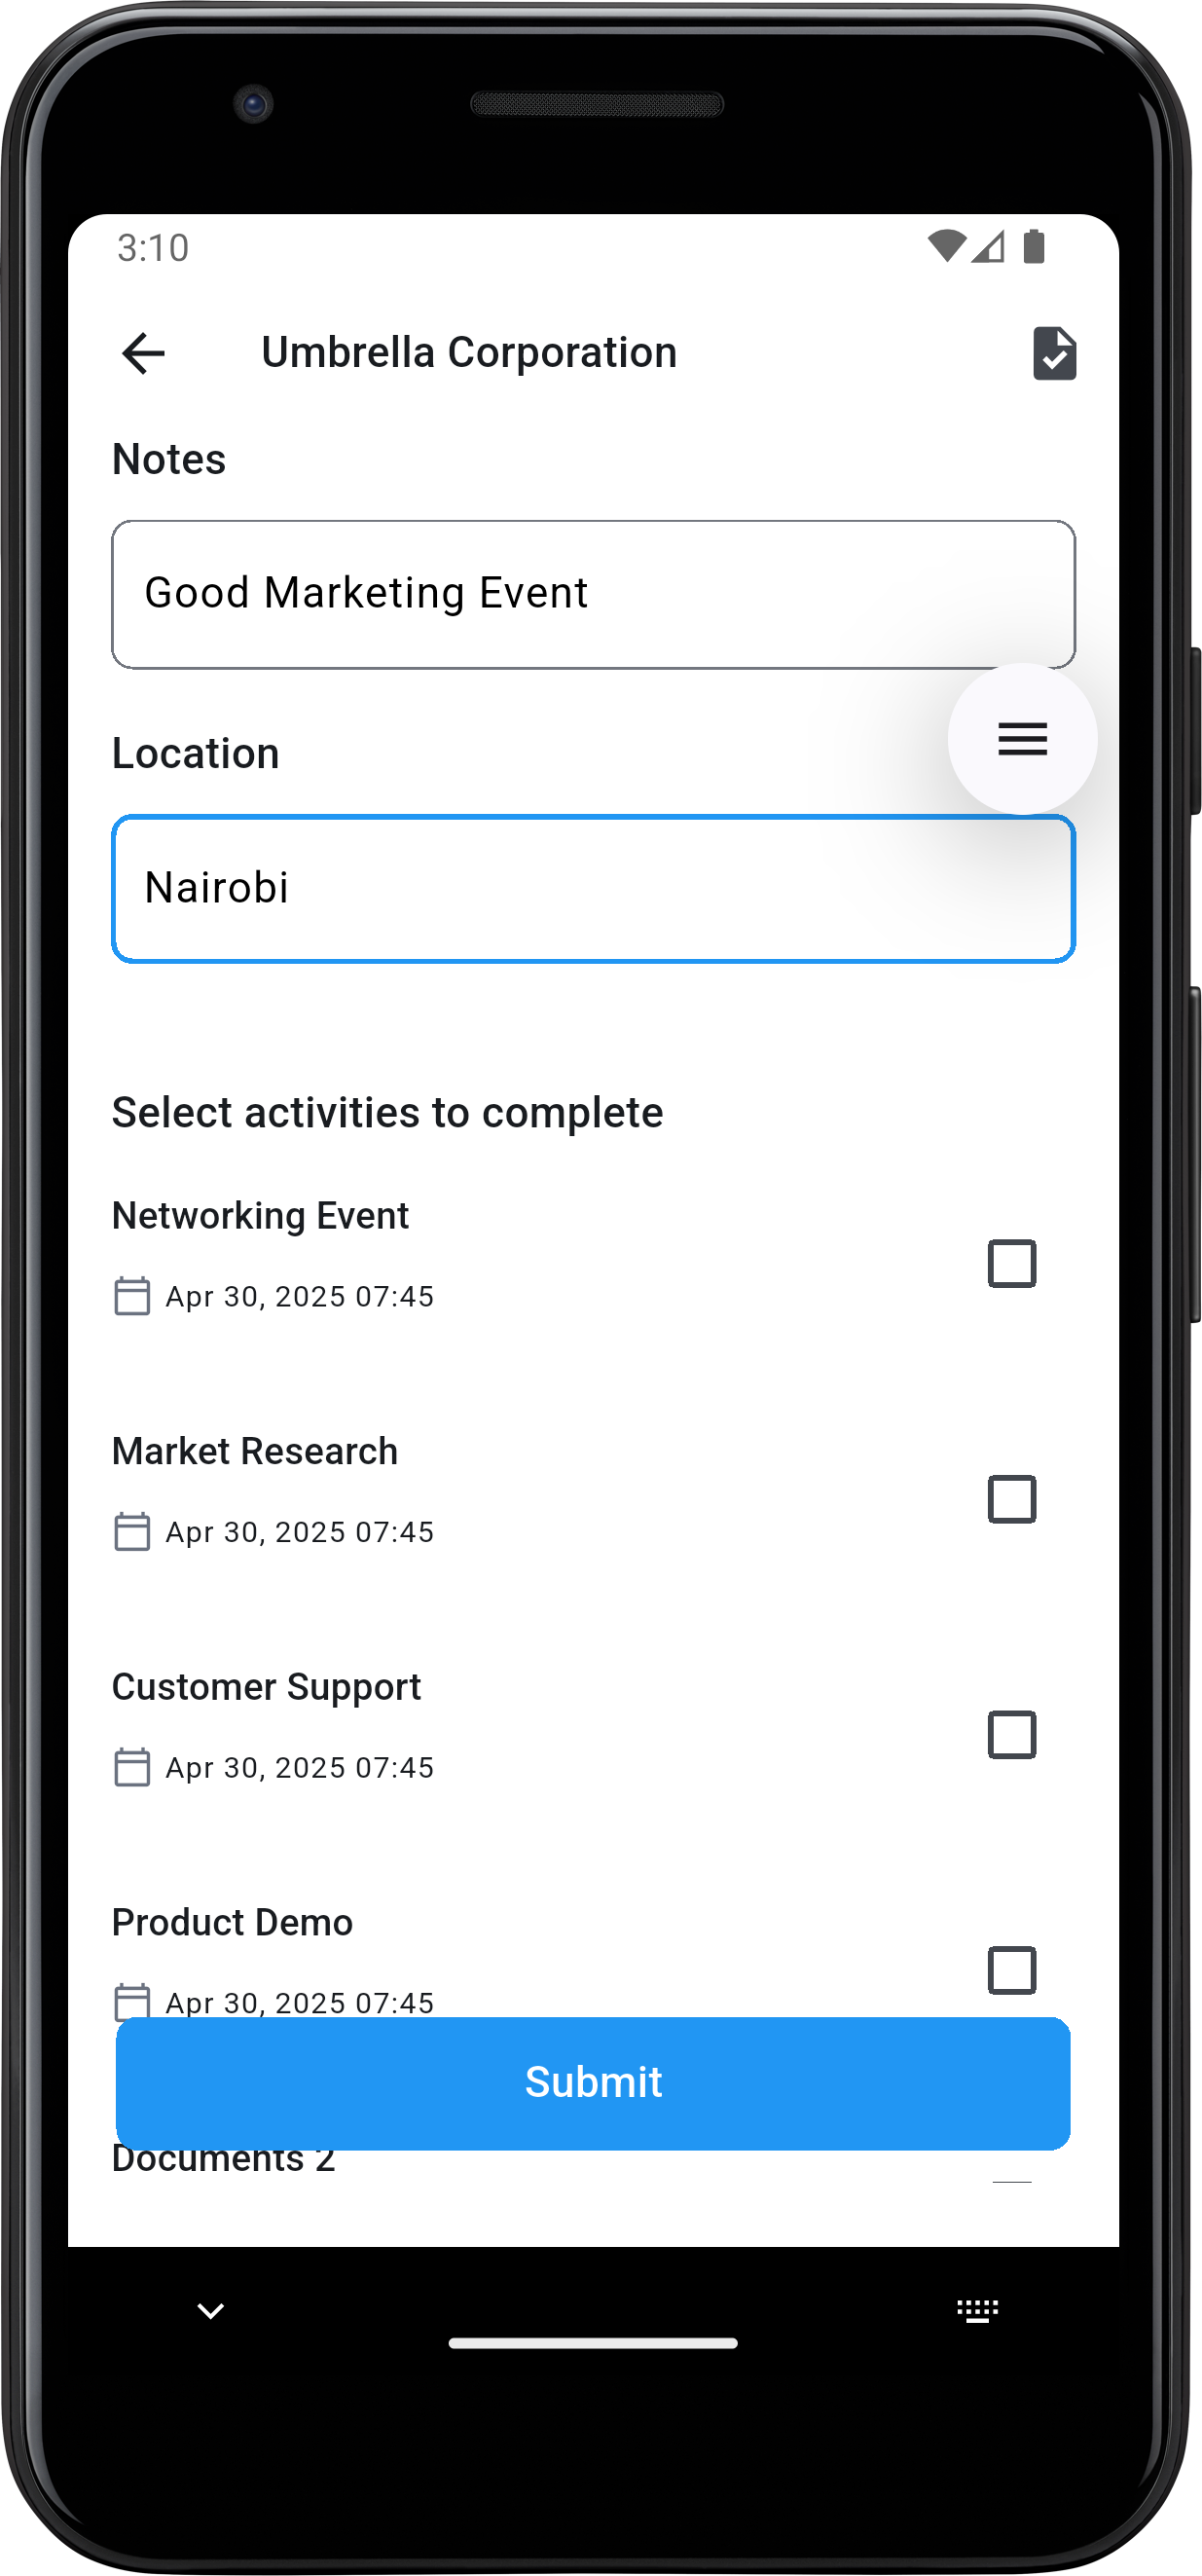 3:10
Umbrella Corporation
Notes
Good Marketing Event
Location
Nairobi
Select activities to complete
Networking Event
Apr 30, 2025 07:45
Market Research
Apr 30, 2025 07:45
Customer Support
Apr 30, 2025 07:45
Product Demo
Apr 30, 2025 07:45
Submit
Documents 2